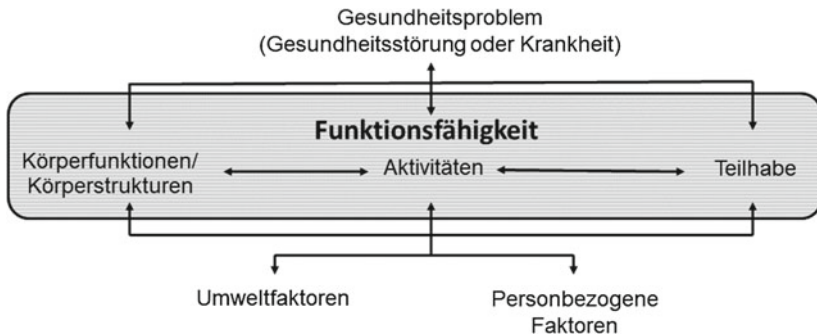 Gesundheitsproblem
(Gesundheitsstörung oder Krankheit)
Funktionsfähigkeit
Körperfunktionen/
Körperstrukturen
Aktivitäten
Teilhabe
Umweltfaktoren
Personbezogene
Faktoren